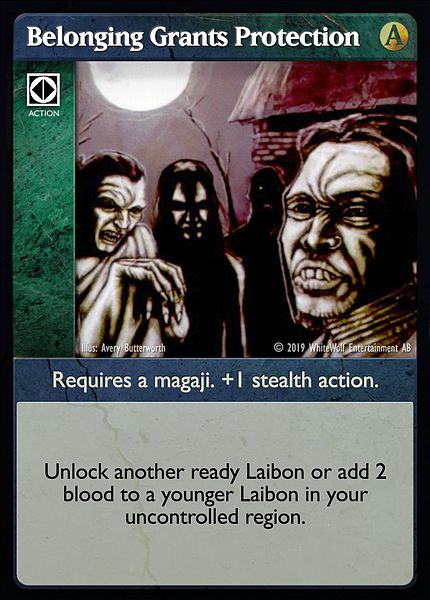 Belonging Grants Protection A
ACTION
Illus: Avery Butterworth © 2019 WhiteWolf Entertainment AB
Requires a magaji. +1 stealth action.
Unlock another ready Laibon or add 2
blood to a younger Laibon in your
uncontrolled region.